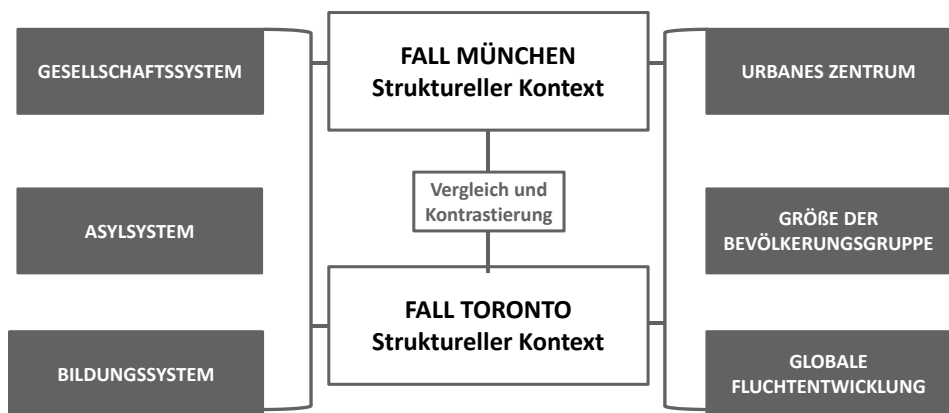 GESELLSCHAFTSSYSTEM
ASYLSYSTEM
BILDUNGSSYSTEM
FALL MÜNCHEN
Struktureller Kontext
Vergleich und
Kontrastierung
FALL TORONTO
Struktureller Kontext
URBANES ZENTRUM
GRÖßE DER
BEVÖLKERUNGSGRUPPE
GLOBALE
FLUCHTENTWICKLUNG